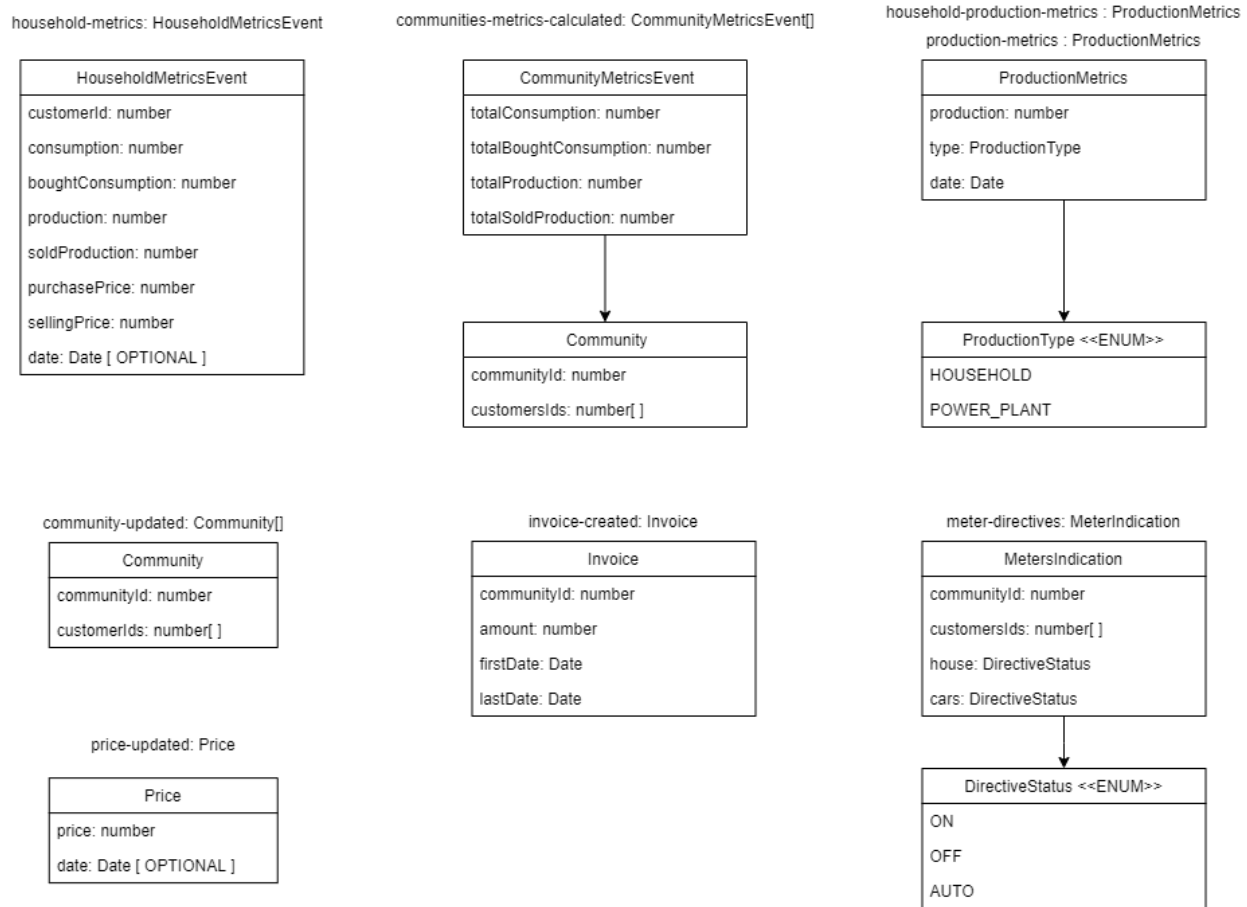 household-metrics: HouseholdMetricsEvent
HouseholdMetricsEvent
customerId: number
consumption: number
boughtConsumption: number
production: number
soldProduction: number
purchasePrice: number
sellingPrice: number
date: Date [ OPTIONAL ]
communities-metrics-calculated: CommunityMetricsEvent[]
CommunityMetricsEvent
totalConsumption: number
totalBoughtConsumption: number
totalProduction: number
totalSoldProduction: number
Community
communityId: number
customersIds: number[ ]
household-production-metrics : ProductionMetrics
production-metrics : ProductionMetrics
ProductionMetrics
production: number
type: ProductionType
date: Date
ProductionType <<ENUM>>
HOUSEHOLD
POWER_PLANT
community-updated: Community[]
Community
communityId: number
customerIds: number[ ]
invoice-created: Invoice
Invoice
communityId: number
amount: number
firstDate: Date
lastDate: Date
meter-directives: MeterIndication
MetersIndication
communityId: number
customersIds: number[ ]
house: DirectiveStatus
cars: DirectiveStatus
DirectiveStatus <<ENUM>>
ON
OFF
AUTO
price-updated: Price
Price
price: number
date: Date [ OPTIONAL ]